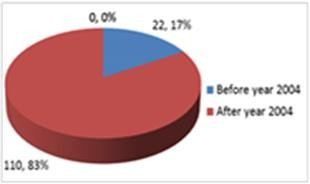 0, 0%
22, 17%
Before year 2004
After year 2004
110, 83%